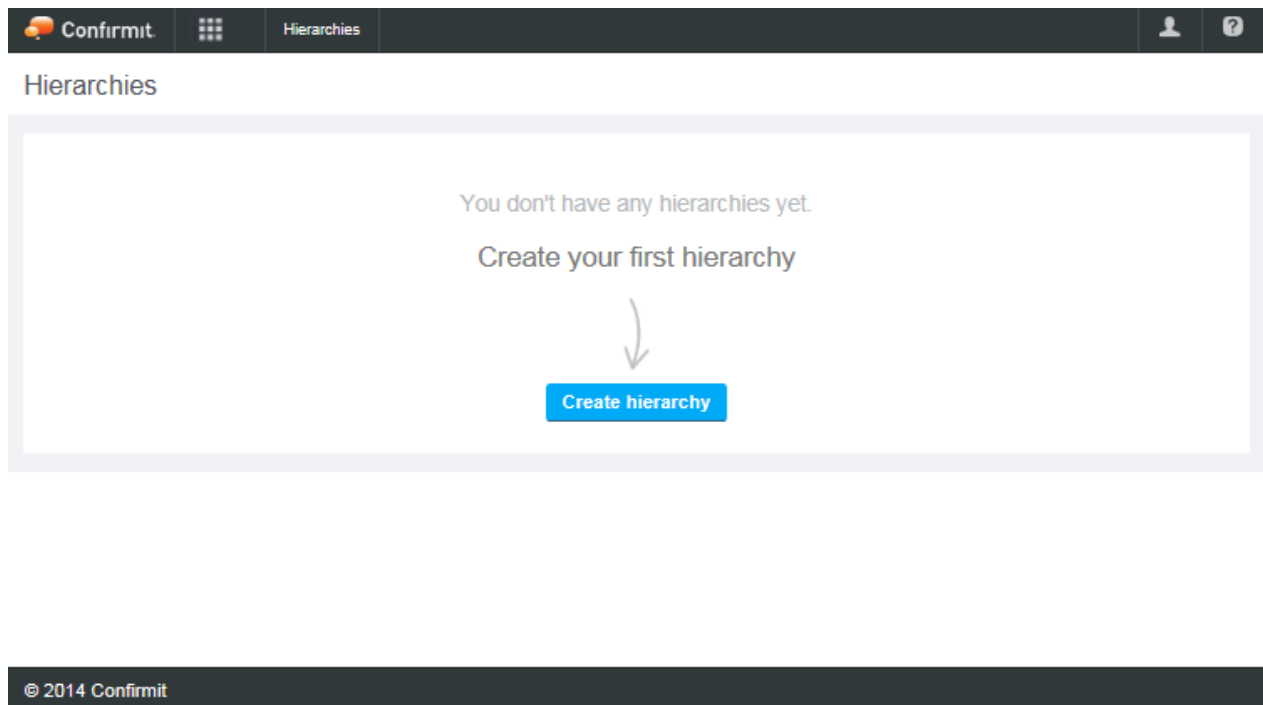 Confirmit
Hierarchies
?
Hierarchies
You don't have any hierarchies yet.
Create your first hierarchy
Create hierarchy
© 2014 Confirmit